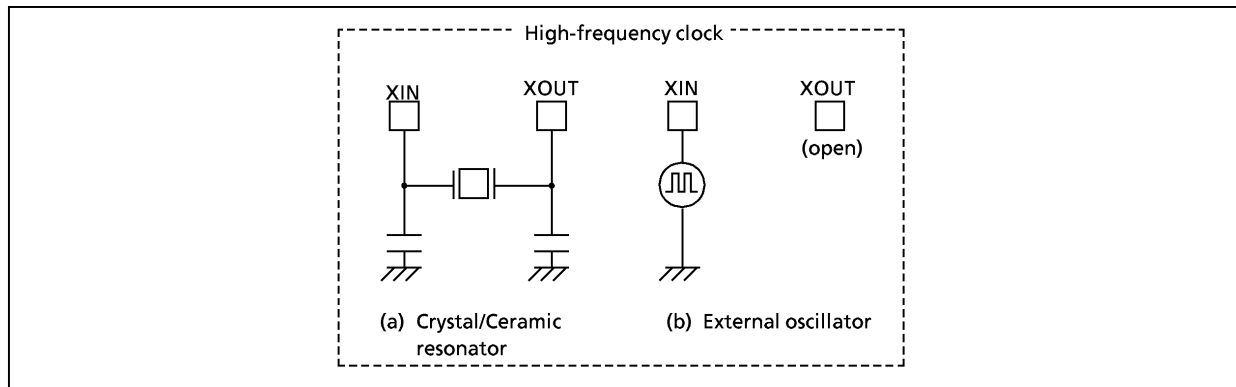 High-frequency clock
XIN
XOUT
XIN
XOUT
(open)
(a) Crystal/Ceramic
resonator
(b) External oscillator